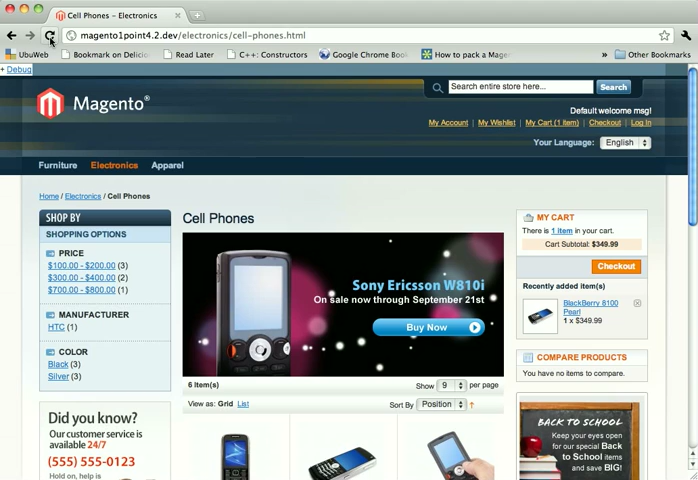 Cell Phones – Electronics
magento1point4.2.dev/electronics/cell-phones.html
UbuWeb
Bookmark on Delicio
Read Later
C++: Constructors
Google Chrome Boo
How to pack a Mage
Other Bookmarks
+ Debug
Magento®
Search entire store here...
Search
Default welcome msg!
My Account | My Wishlist | My Cart (1 item) | Checkout | Log In
Your Language: English
Furniture Electronics Apparel
Home / Electronics / Cell Phones
SHOP BY
SHOPPING OPTIONS
PRICE
$100.00 - $200.00 (3)
$300.00 - $400.00 (2)
$700.00 - $800.00 (1)
MANUFACTURER
HTC (1)
COLOR
Black (3)
Silver (3)
Did you know?
Our customer service is
available 24/7
(555) 555-0123
Hold on, help is
Cell Phones
Sony Ericsson W810i
On sale now through September 21st
Buy Now
6 Item(s)
Show 9 per page
View as: Grid List
Sort By Position
MY CART
There is 1 item in your cart.
Cart Subtotal: $349.99
Checkout
Recently added item(s)
BlackBerry 8100
Pearl
1 x $349.99
COMPARE PRODUCTS
You have no items to compare.
BACK TO SCHOOL
Keep your eyes open
for our special Back
to School items
and save BIG!